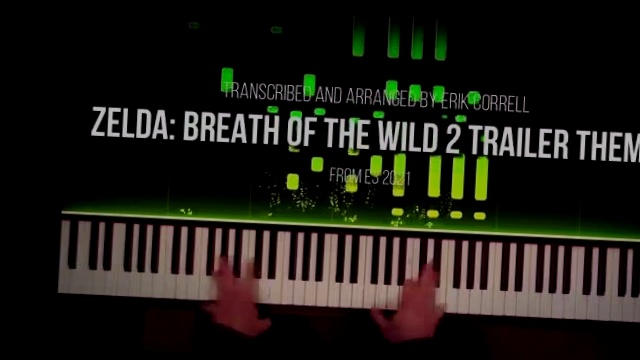 TRANSCRIBED AND ARRANGED BY ERIK CORRELL
ZELDA: BREATH OF THE WILD 2 TRAILER THEM
FROM E3 2021